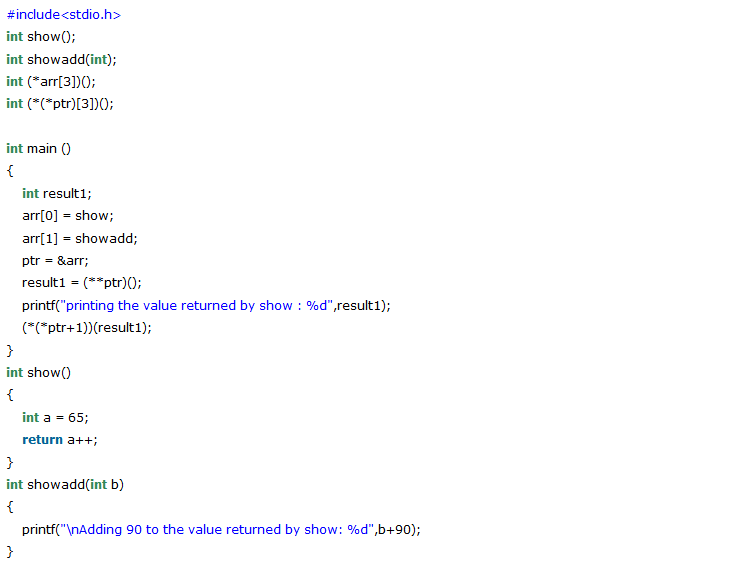 #include<stdio.h>
int show();
int showadd(int);
int (*arr[3])();
int (*(*ptr)[3])();

int main ()
{
    int result1;
    arr[0] = show;
    arr[1] = showadd;
    ptr = &arr;
    result1 = (**ptr)();
    printf("printing the value returned by show : %d",result1);
    (*(*ptr+1))(result1);
}
int show()
{
    int a = 65;
    return a++;
}
int showadd(int b)
{
    printf("\nAdding 90 to the value returned by show: %d",b+90);
}